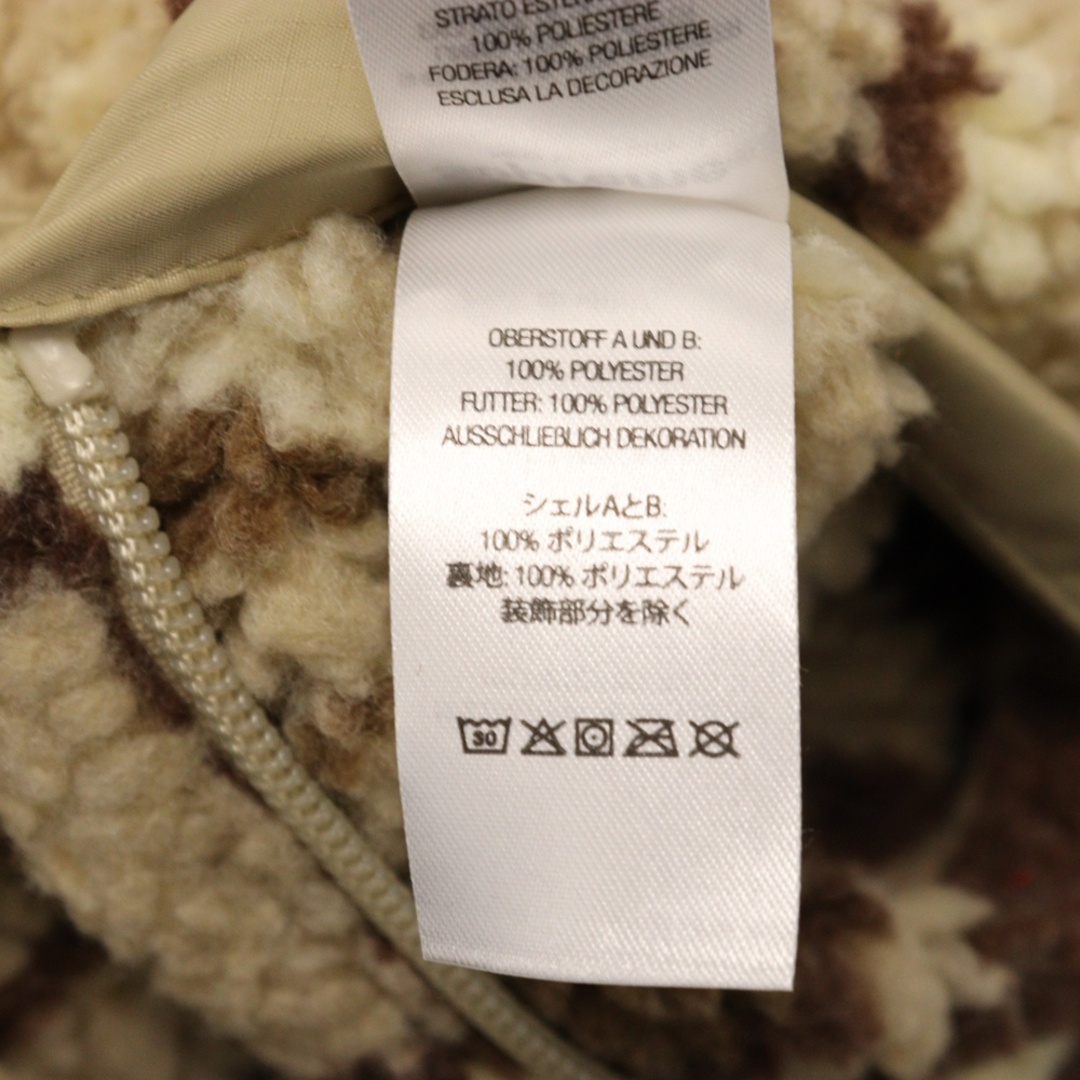 STRATO
100% POLIESTERE
FODERA: 100% POLIESTERE
ESCLUSA LA DECORAZIONE
OBERSTOFF A UND B:
100% POLYESTER
FUTTER: 100% POLYESTER
AUSSCHLIEBLICH DEKORATION
シェルAとB:
100% ポリエステル
裏地: 100% ポリエステル
装飾部分を除く
30